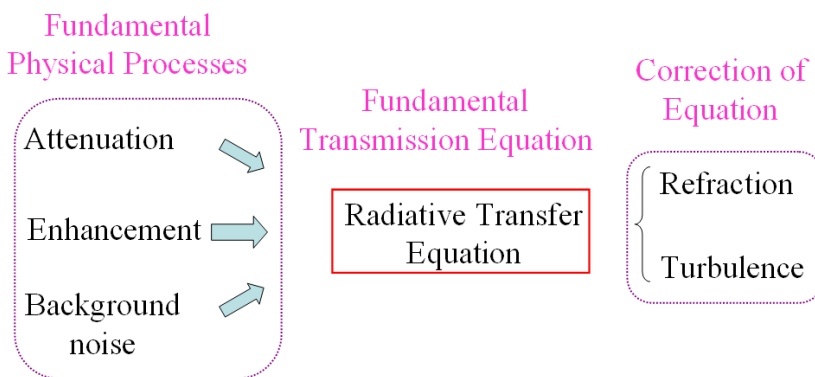 Fundamental
Physical Processes
Attenuation
Enhancement
Background
noise
Fundamental
Transmission Equation
Radiative Transfer
Equation
Correction of
Equation
Refraction
Turbulence